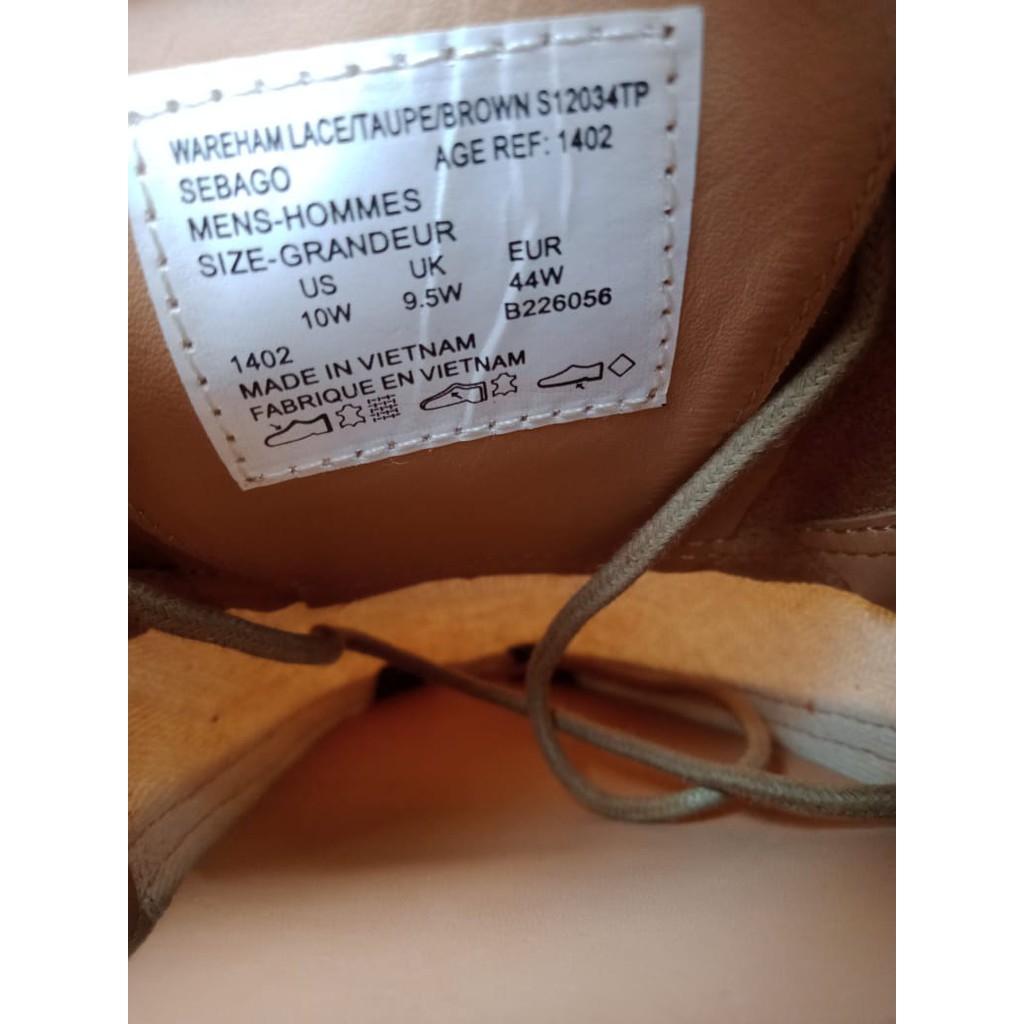 WAREHAM LACE/TAUPE/BROWN S12034TP
SEBAGO AGE REF: 1402
MENS-HOMMES
SIZE-GRANDEUR
US UK EUR
10W 9.5W 44W
1402 B226056
MADE IN VIETNAM
FABRIQUE EN VIETNAM